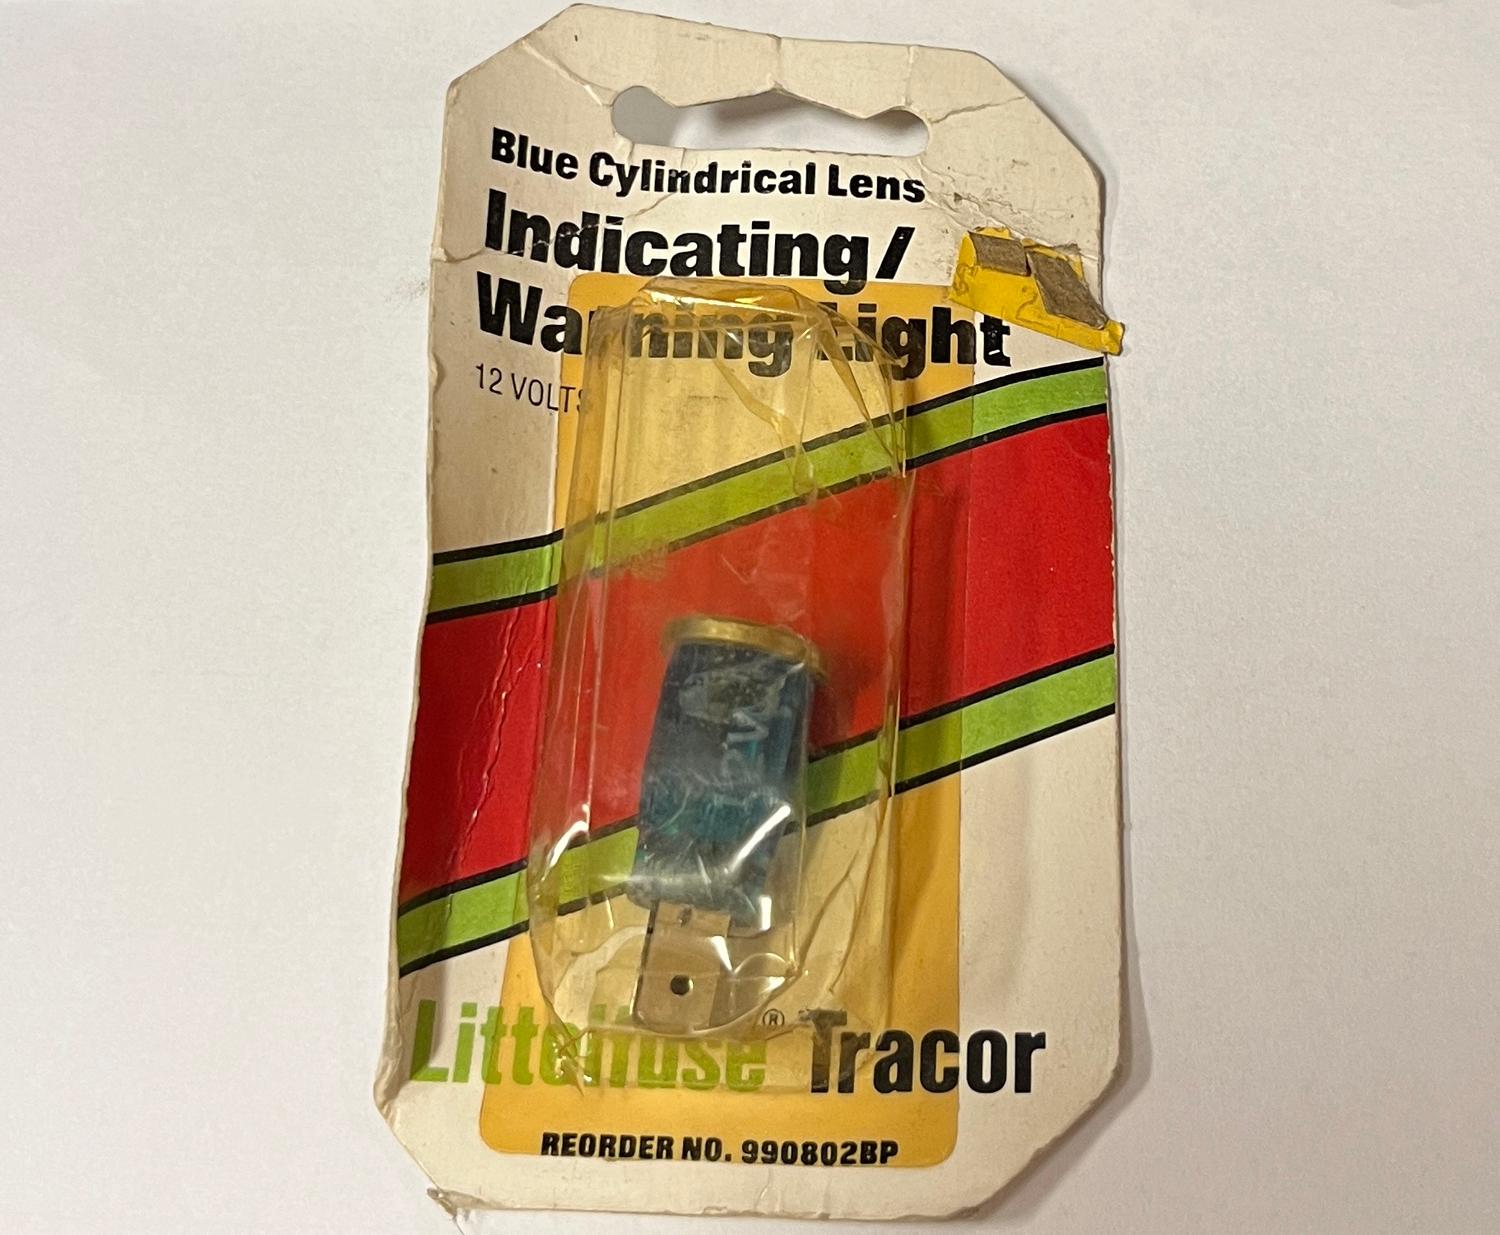 Blue Cylindrical Lens
Indicating/
Warning Light
12 VOLTS
Littelfuse® Tracor
REORDER NO. 990802BP